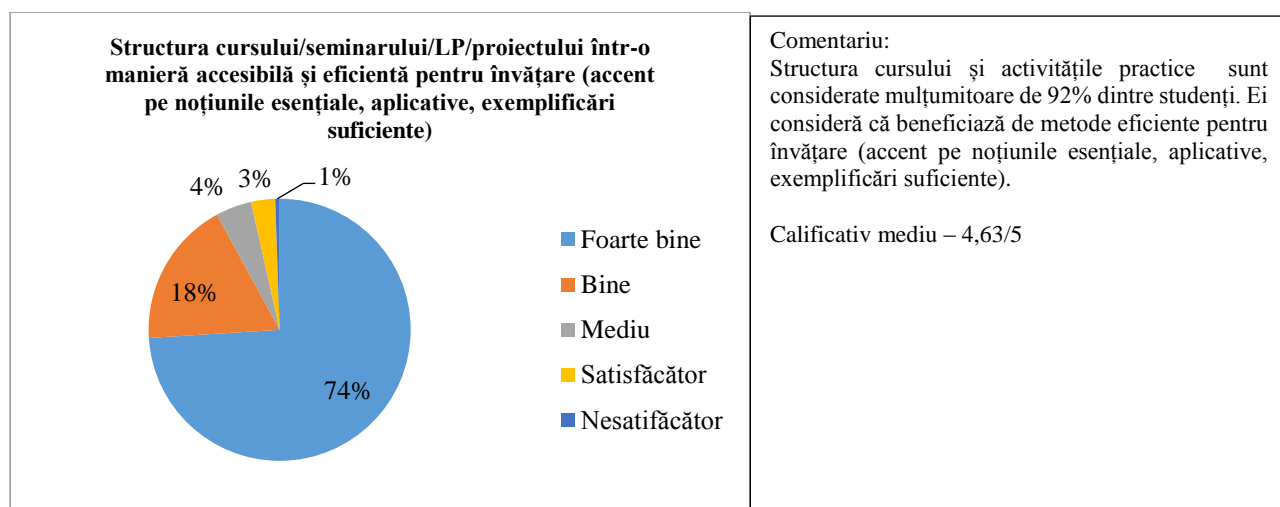 Structura cursului/seminarului/LP/proiectului într-o
manieră accesibilă și eficientă pentru învățare (accent
pe noțiunile esențiale, aplicative, exemplificări
suficiente)
4%
3%
1%
18%
74%
Foarte bine
Bine
Mediu
Satisfăcător
Nesatifăcător
Comentariu:
Structura cursului și activitățile practice sunt
considerate mulțumitoare de 92% dintre studenți. Ei
consideră că beneficiază de metode eficiente pentru
învățare (accent pe noțiunile esențiale, aplicative,
exemplificări suficiente).
Calificativ mediu – 4,63/5